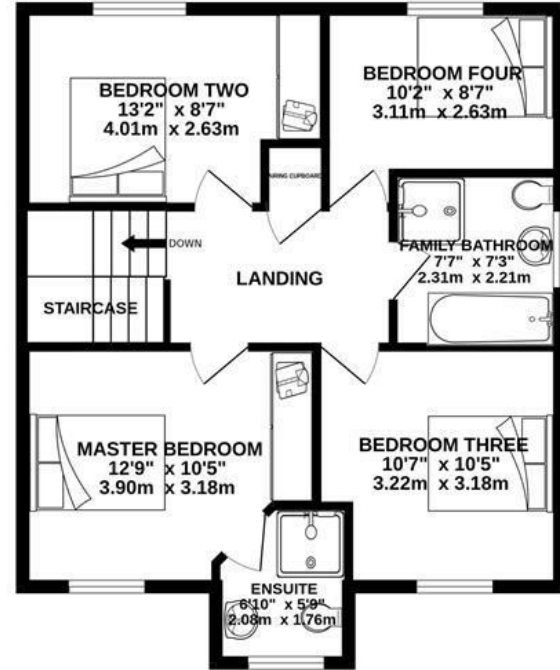 BEDROOM TWO
13'2" x 8'7"
4.01m x 2.63m
BEDROOM FOUR
10'2" x 8'7"
3.11m x 2.63m
AIRING CUPBOARD
DOWN
STAIRCASE
LANDING
FAMILY BATHROOM
7'7" x 7'3"
2.31m x 2.21m
MASTER BEDROOM
12'9" x 10'5"
3.90m x 3.18m
BEDROOM THREE
10'7" x 10'5"
3.22m x 3.18m
ENSUITE
6'10" x 5'9"
2.08m x 1.76m